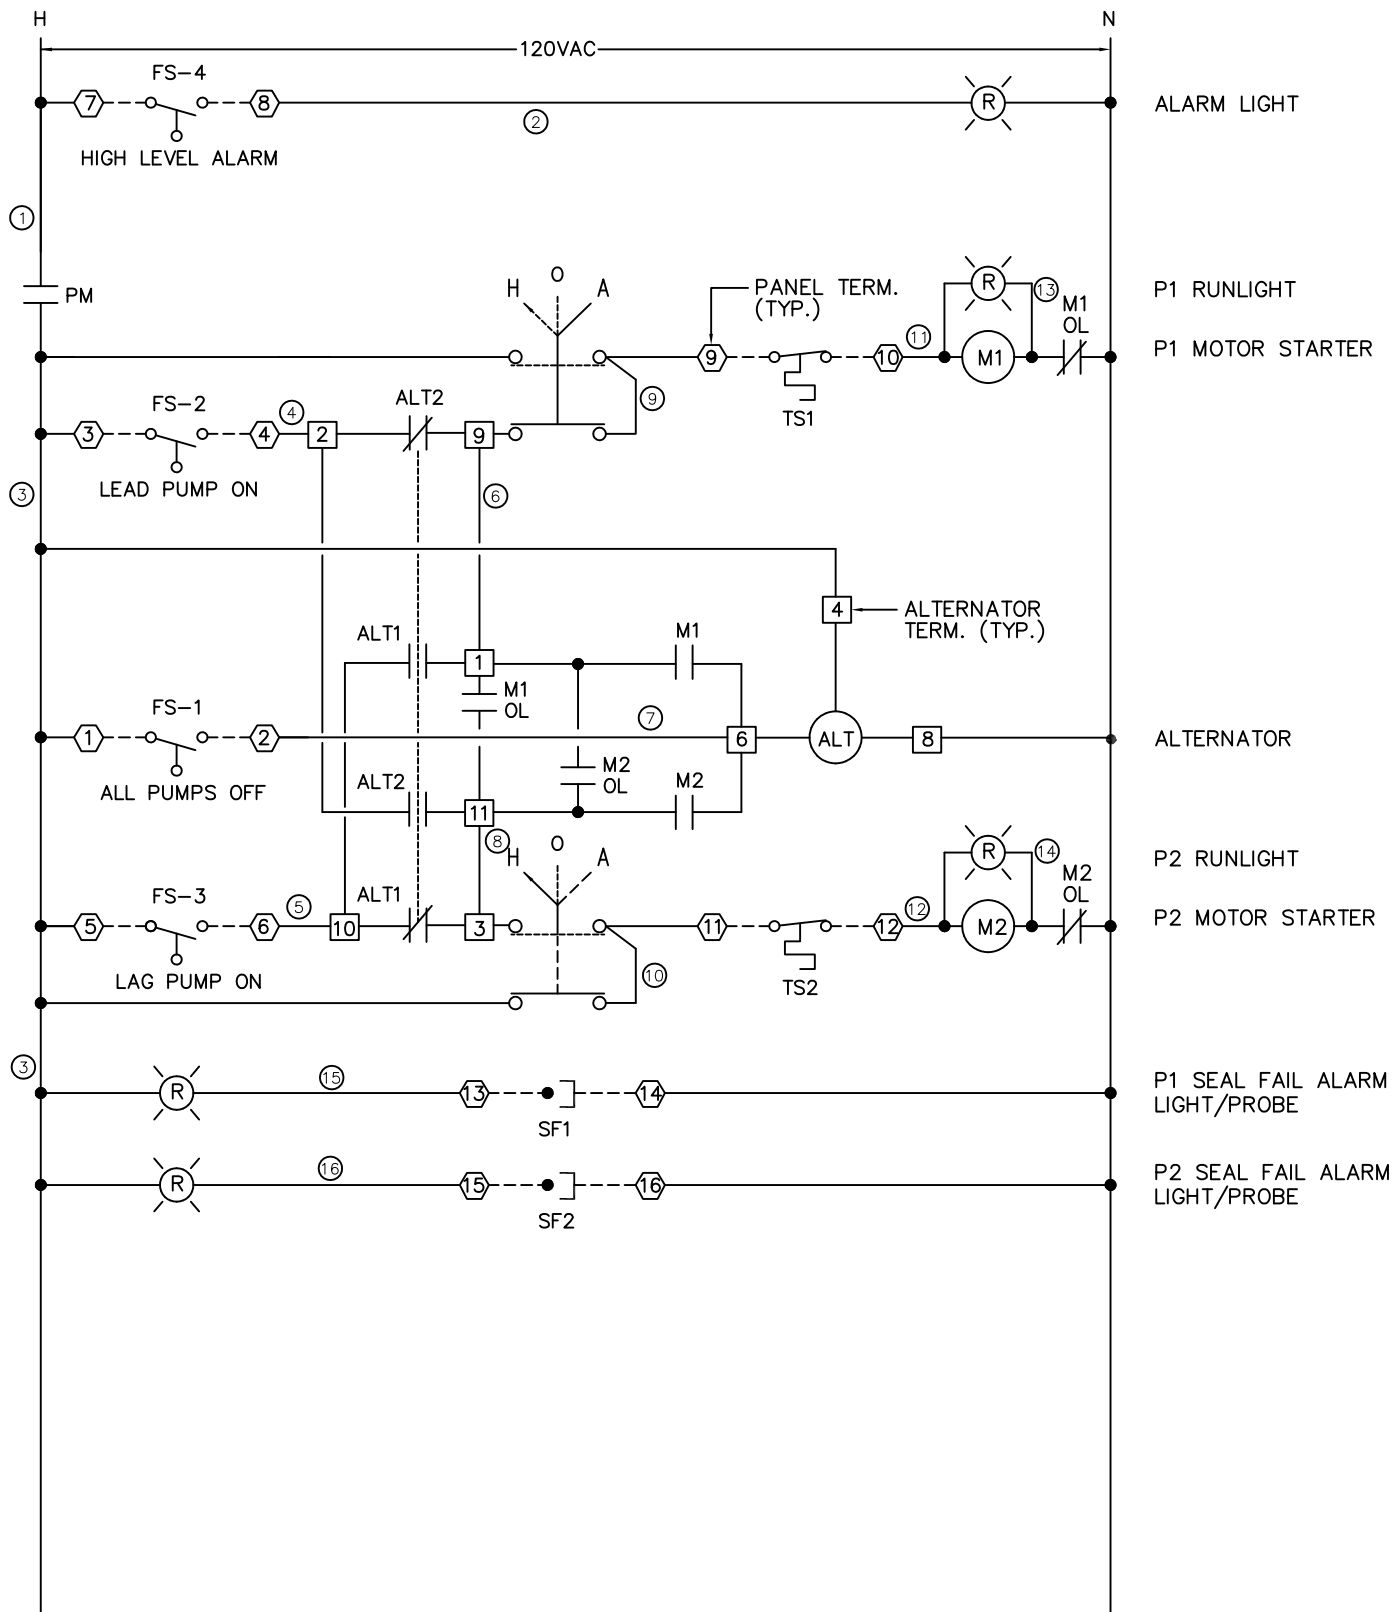 H
N
120VAC
FS-4
7
8
R
ALARM LIGHT
2
HIGH LEVEL ALARM
1
PM
H
O
A
PANEL TERM.
(TYP.)
R
13
M1
OL
P1 RUNLIGHT
9
TS1
10
11
M1
P1 MOTOR STARTER
FS-2
3
4
4
2
ALT2
9
9
LEAD PUMP ON
3
6
4
ALTERNATOR
TERM. (TYP.)
ALT1
1
M1
M1
OL
FS-1
1
2
7
6
ALT
8
ALTERNATOR
ALL PUMPS OFF
ALT2
M2
OL
M2
11
8
H
O
A
R
14
M2
OL
P2 RUNLIGHT
FS-3
5
6
5
10
ALT1
3
11
12
12
M2
P2 MOTOR STARTER
LAG PUMP ON
10
TS2
3
R
15
13
SF1
14
P1 SEAL FAIL ALARM
LIGHT/PROBE
R
16
15
SF2
16
P2 SEAL FAIL ALARM
LIGHT/PROBE